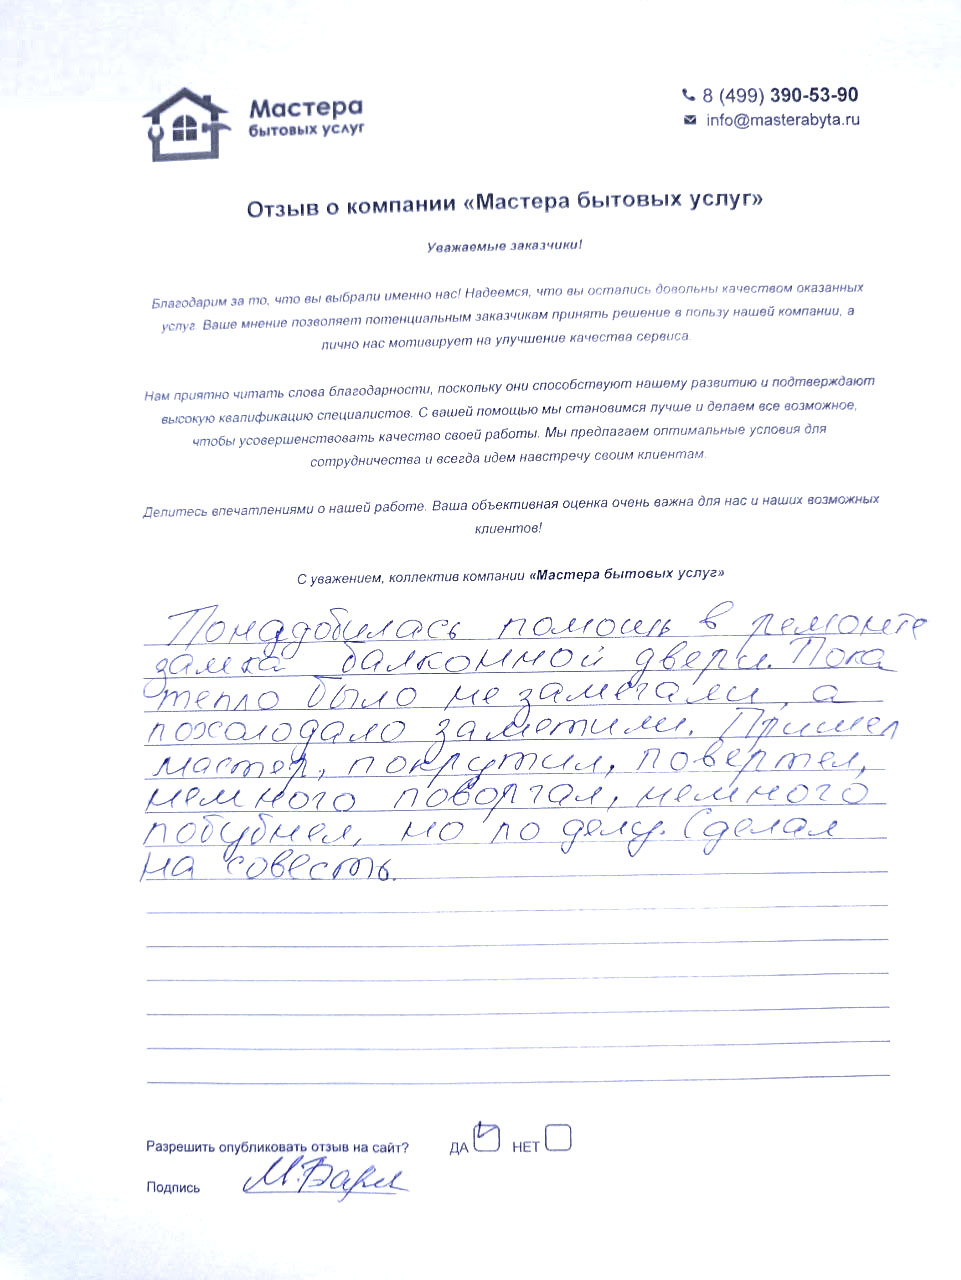 Мастера
бытовых услуг
8 (499) 390-53-90
info@masterabyta.ru
Отзыв о компании «Мастера бытовых услуг»
Уважаемые заказчики!
Благодарим за то, что вы выбрали именно нас! Надеемся, что вы остались довольны качеством оказанных
услуг. Ваше мнение позволяет потенциальным заказчикам принять решение в пользу нашей компании, а
лично нас мотивирует на улучшение качества сервиса.
Нам приятно читать слова благодарности, поскольку они способствуют нашему развитию и подтверждают
высокую квалификацию специалистов. С вашей помощью мы становимся лучше и делаем все возможное,
чтобы усовершенствовать качество своей работы. Мы предлагаем оптимальные условия для
сотрудничества и всегда идем навстречу своим клиентам.
Делитесь впечатлениями о нашей работе. Ваша объективная оценка очень важна для нас и наших возможных
клиентов!
С уважением, коллектив компании «Мастера бытовых услуг»
Понадобилась помощь в ремонте
замка балконной двери. Пока
тепло было не замечали, а
похолодало заметили. Пришел
мастер, покрутил, повертел,
немного поворчал, немного
побубнел, но по делу. Сделал
на совесть.
Разрешить опубликовать отзыв на сайт? ДА НЕТ
Подпись